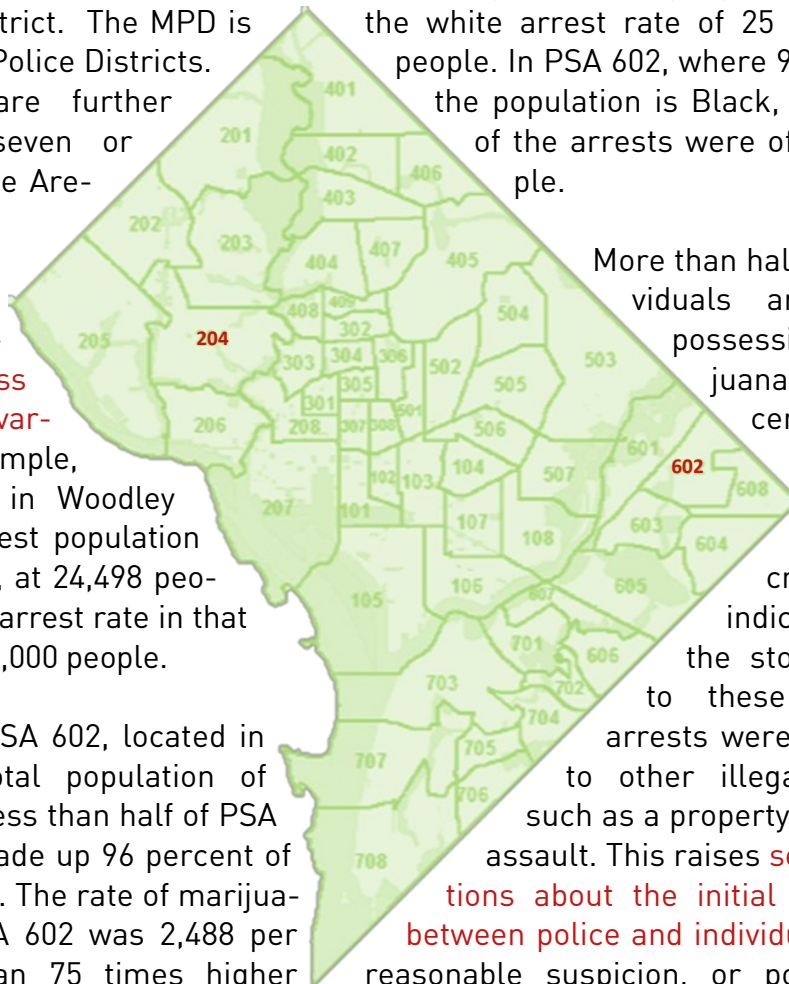 trict. The MPD is
Police Districts.
are further
seven or
e Are-
ss
var-
mple,
in Woodley
est population
, at 24,498 peo-
arrest rate in that
,000 people.
SA 602, located in
otal population of
ess than half of PSA
ade up 96 percent of
. The rate of marijua-
A 602 was 2,488 per
an 75 times higher
the white arrest rate of 25
people. In PSA 602, where 9
the population is Black,
of the arrests were of
ple.
More than hal
viduals ar
possessi
juana
cer
cr
indic
the sto
to these
arrests were
to other illega
such as a property
assault. This raises se
tions about the initial
between police and individu
reasonable suspicion, or po
401
201
402
406
403
202
203
407
404
405
408
409
504
302
205
204
303
304
306
502
503
305
505
301
501
206
208
307
308
506
601
602
104
507
102
103
608
207
101
107
603
108
604
105
106
605
607
701
606
703
702
704
705
707
706
708